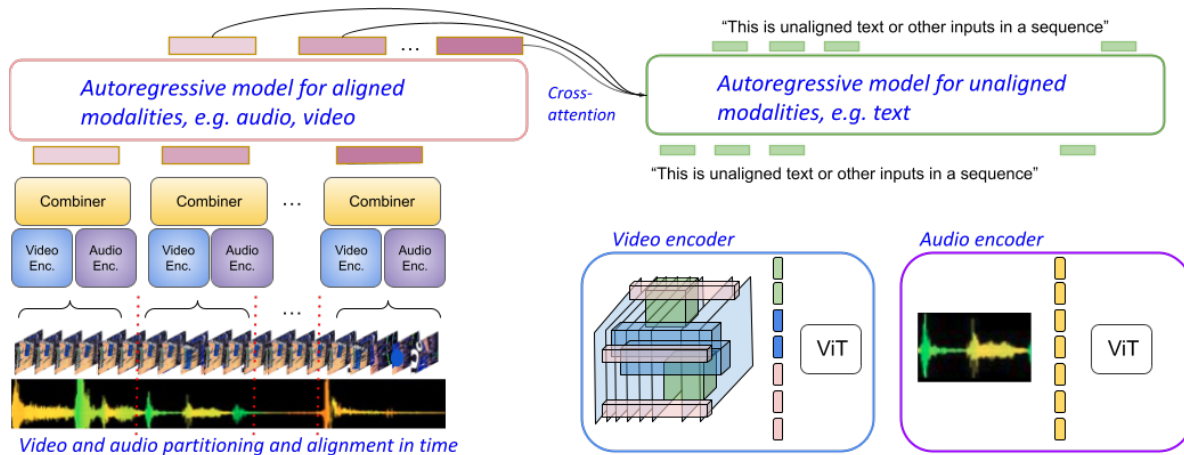 "This is unaligned text or other inputs in a sequence"
...
Autoregressive model for aligned
modalities, e.g. audio, video
Cross-
attention
Autoregressive model for unaligned
modalities, e.g. text
"This is unaligned text or other inputs in a sequence"
Combiner
Combiner
...
Combiner
Video
Enc.
Audio
Enc.
Video
Enc.
Audio
Enc.
Video
Enc.
Audio
Enc.
...
Video and audio partitioning and alignment in time
Video encoder
ViT
Audio encoder
ViT